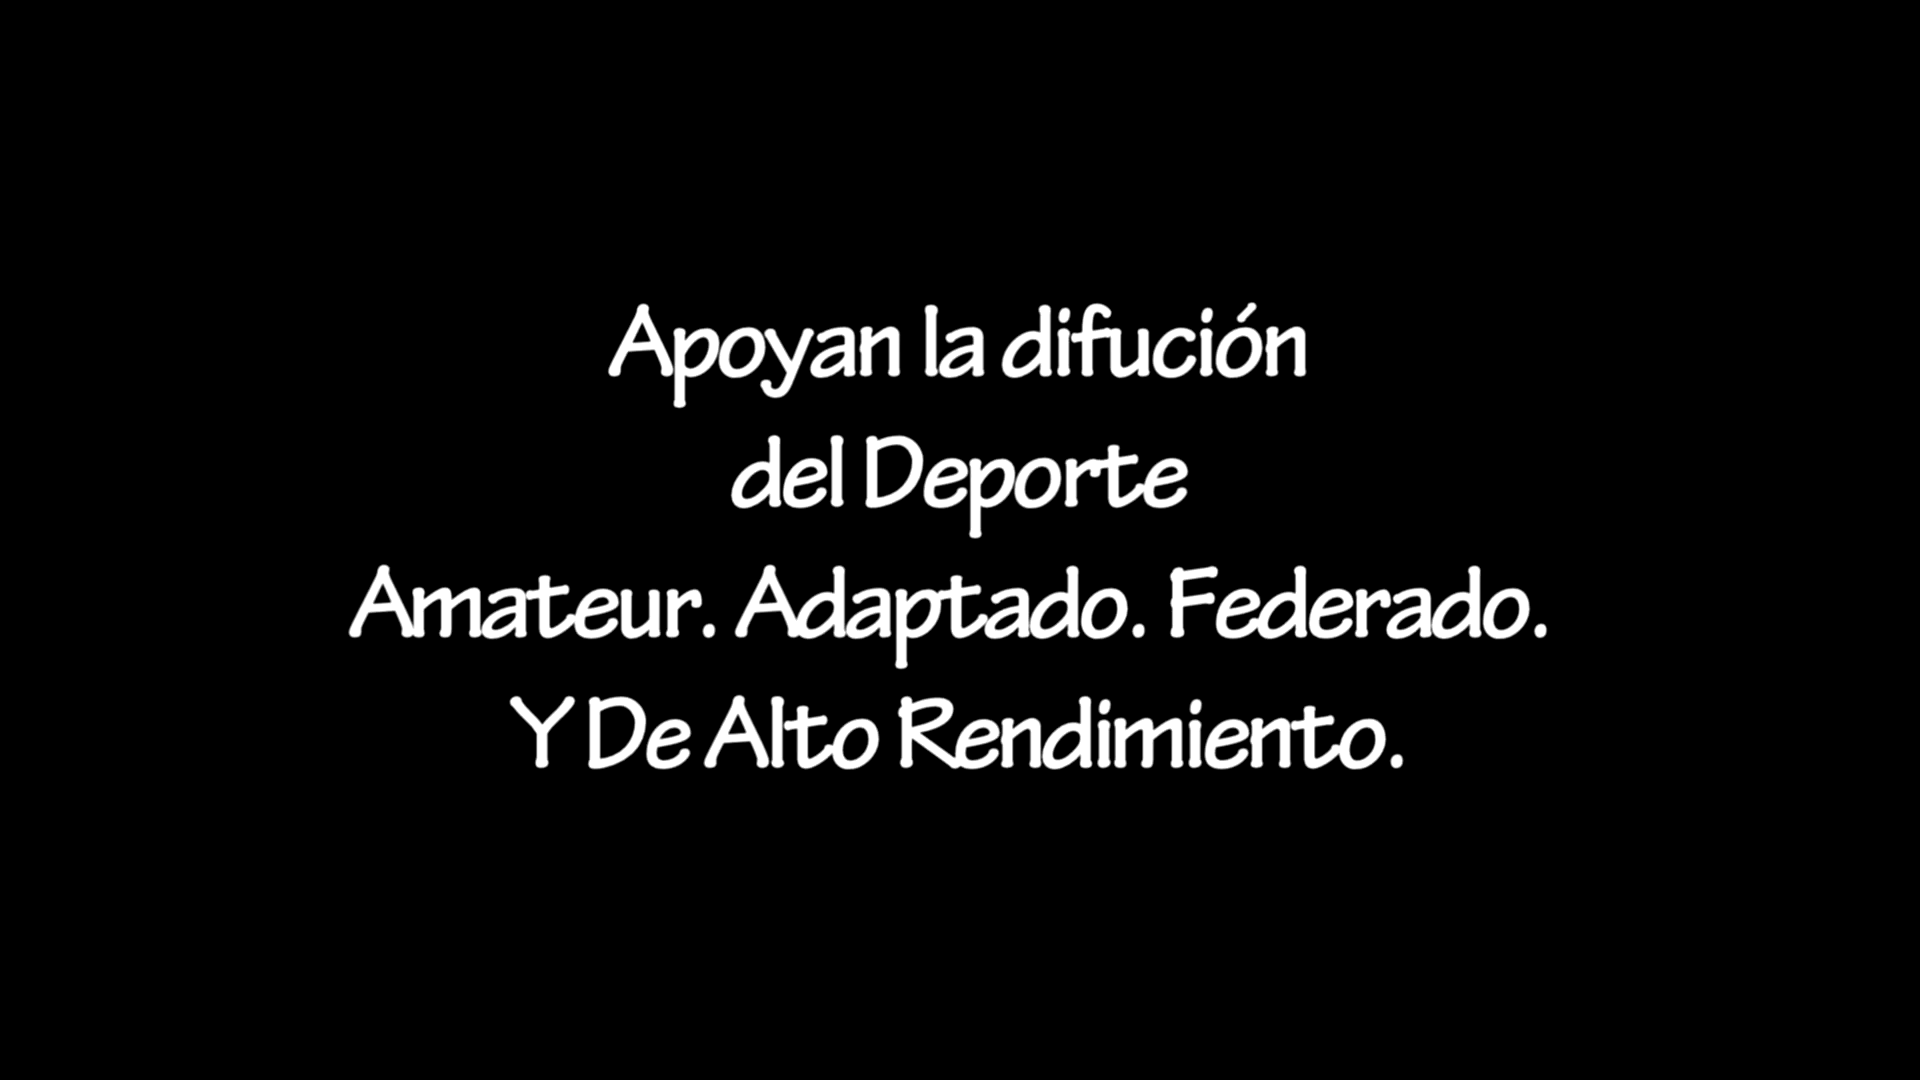 Apoyan la difución
del Deporte
Amateur. Adaptado. Federado.
Y De Alto Rendimiento.